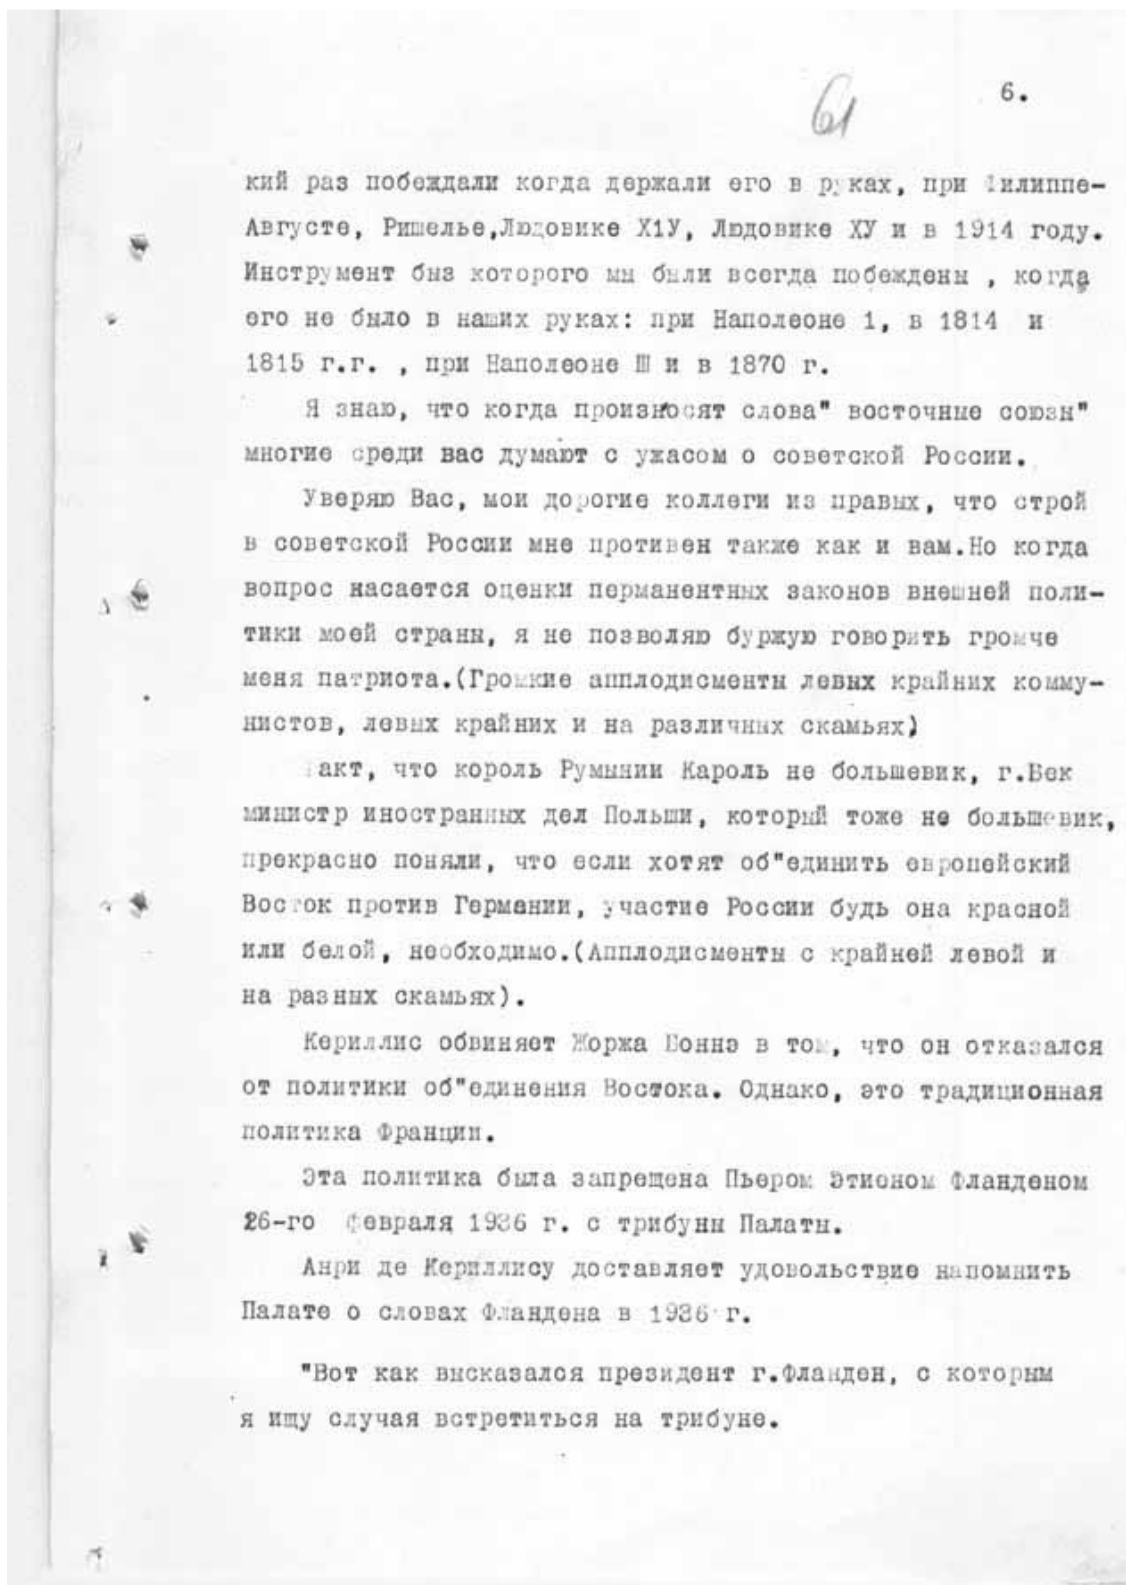 61
6.
кий раз побеждали когда держали его в руках, при Филиппе-
Августе, Ришелье,Людовике Х1У, Людовике ХУ и в 1914 году.
Инструмент быз которого мы были всегда побеждены , когда
его не было в наших руках: при Наполеоне 1, в 1814 и
1815 г.г. , при Наполеоне Ш и в 1870 г.
Я знаю, что когда произносят слова" восточные союзы"
многие среди вас думают с ужасом о советской России.
Уверяю Вас, мои дорогие коллеги из правых, что строй
в советской России мне противен также как и вам.Но когда
вопрос касается оценки перманентных законов внешней поли-
тики моей страны, я не позволяю буржую говорить громче
меня патриота.(Громкие апплодисменты левых крайних комму-
нистов, левых крайних и на различных скамьях)
Факт, что король Румынии Кароль не большевик, г.Бек
министр иностранных дел Польши, который тоже не большевик,
прекрасно поняли, что если хотят об"единить европейский
Восток против Германии, участие России будь она красной
или белой, необходимо.(Апплодисменты с крайней левой и
на разных скамьях).
Кериллис обвиняет Жоржа Боннэ в том, что он отказался
от политики об"единения Востока. Однако, это традиционная
политика Франции.
Эта политика была запрещена Пьером Этиеном Фланденом
26-го февраля 1936 г. с трибуны Палаты.
Анри де Кериллису доставляет удовольствие напомнить
Палате о словах Фландена в 1936 г.
"Вот как высказался президент г.Фланден, с которым
я ищу случая встретиться на трибуне.